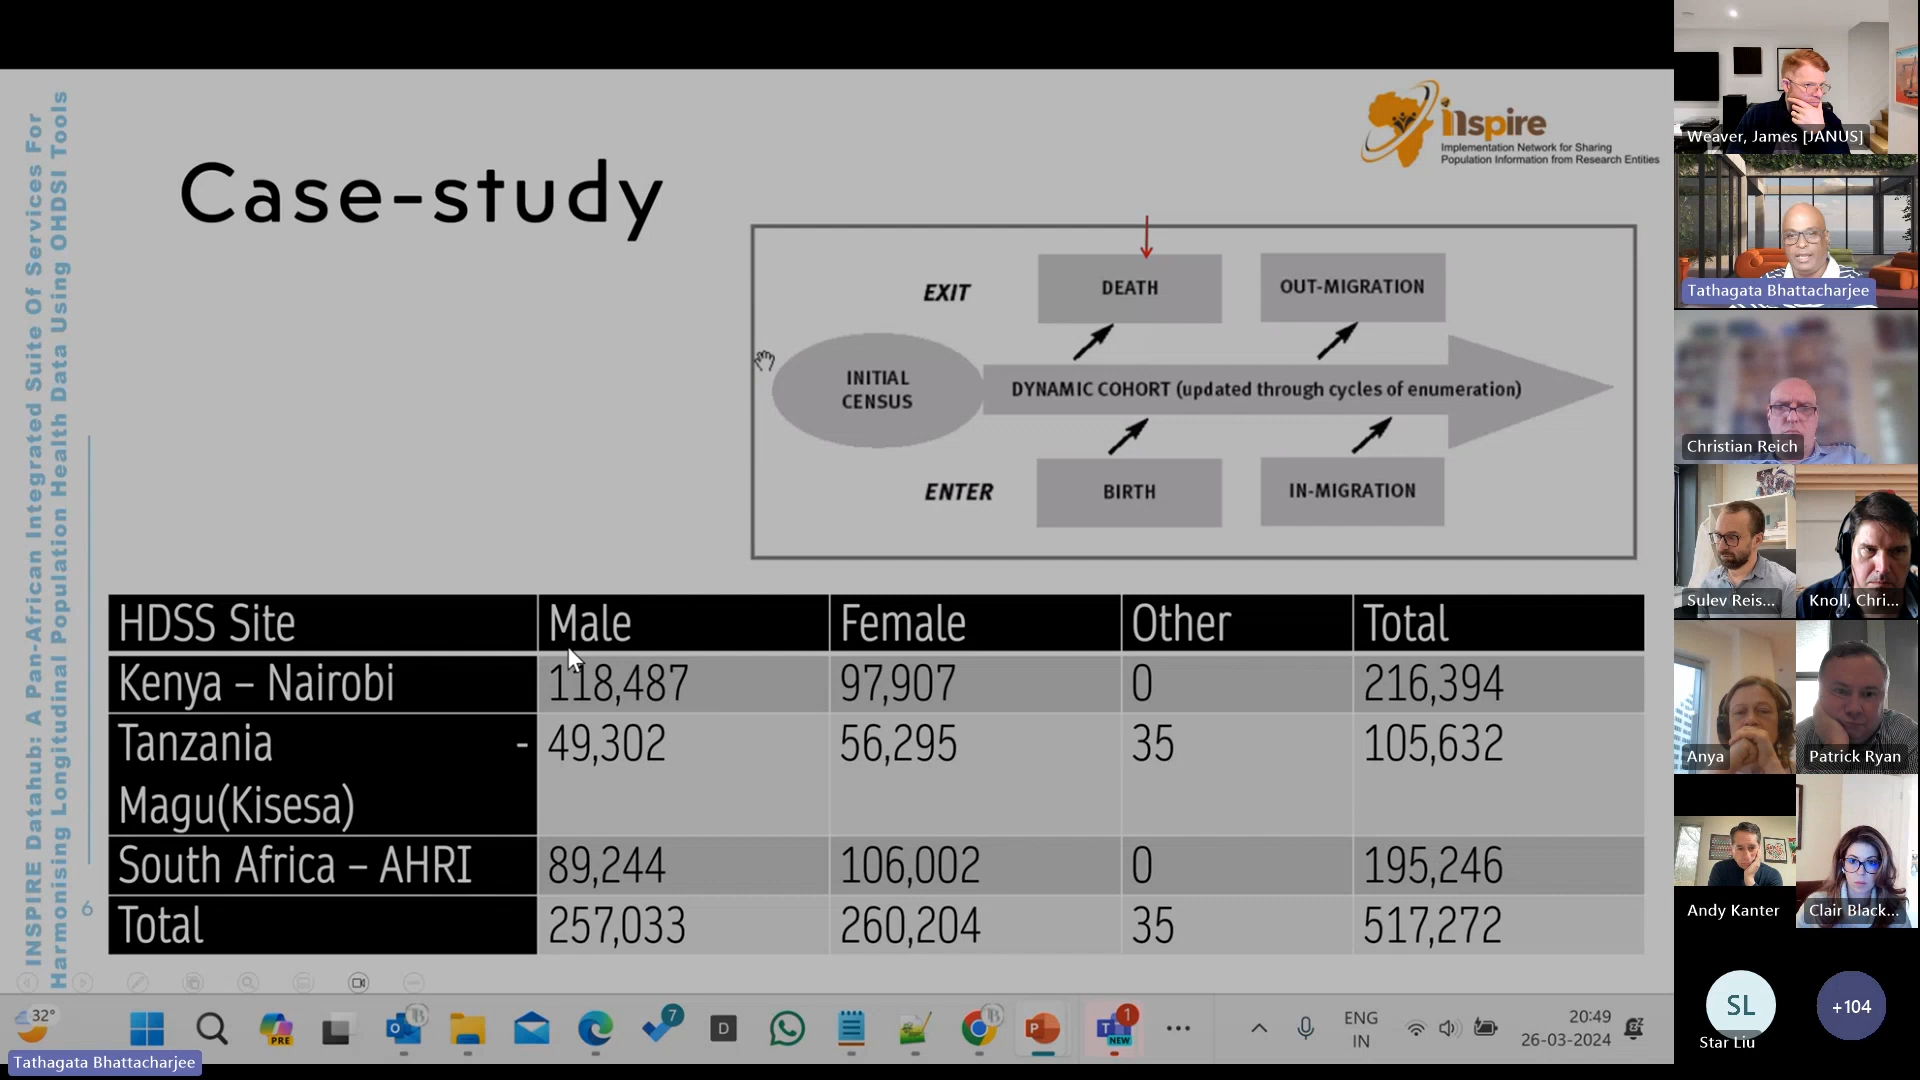 INSPIRE Datahub: A Pan-African Integrated Suite Of Services For
Harmonising Longitudinal Population Health Data Using OHDSI Tools
6
Case-study
inspire
Implementation Network for Sharing
Population Information from Research Entities
EXIT
DEATH
OUT-MIGRATION
INITIAL
CENSUS
DYNAMIC COHORT (updated through cycles of enumeration)
ENTER
BIRTH
IN-MIGRATION
HDSS Site Male Female Other Total
Kenya – Nairobi 118,487 97,907 0 216,394
Tanzania - 49,302 56,295 35 105,632
Magu(Kisesa)
South Africa – AHRI 89,244 106,002 0 195,246
Total 257,033 260,204 35 517,272
32°
PRE
7
D
1
NEW
ENG
IN
20:49
26-03-2024
Tathagata Bhattacharjee
Weaver, James [JANUS]
Tathagata Bhattacharjee
Christian Reich
Sulev Reis...
Knoll, Chri...
Anya
Patrick Ryan
Andy Kanter
Clair Black...
SL
Star Liu
+104